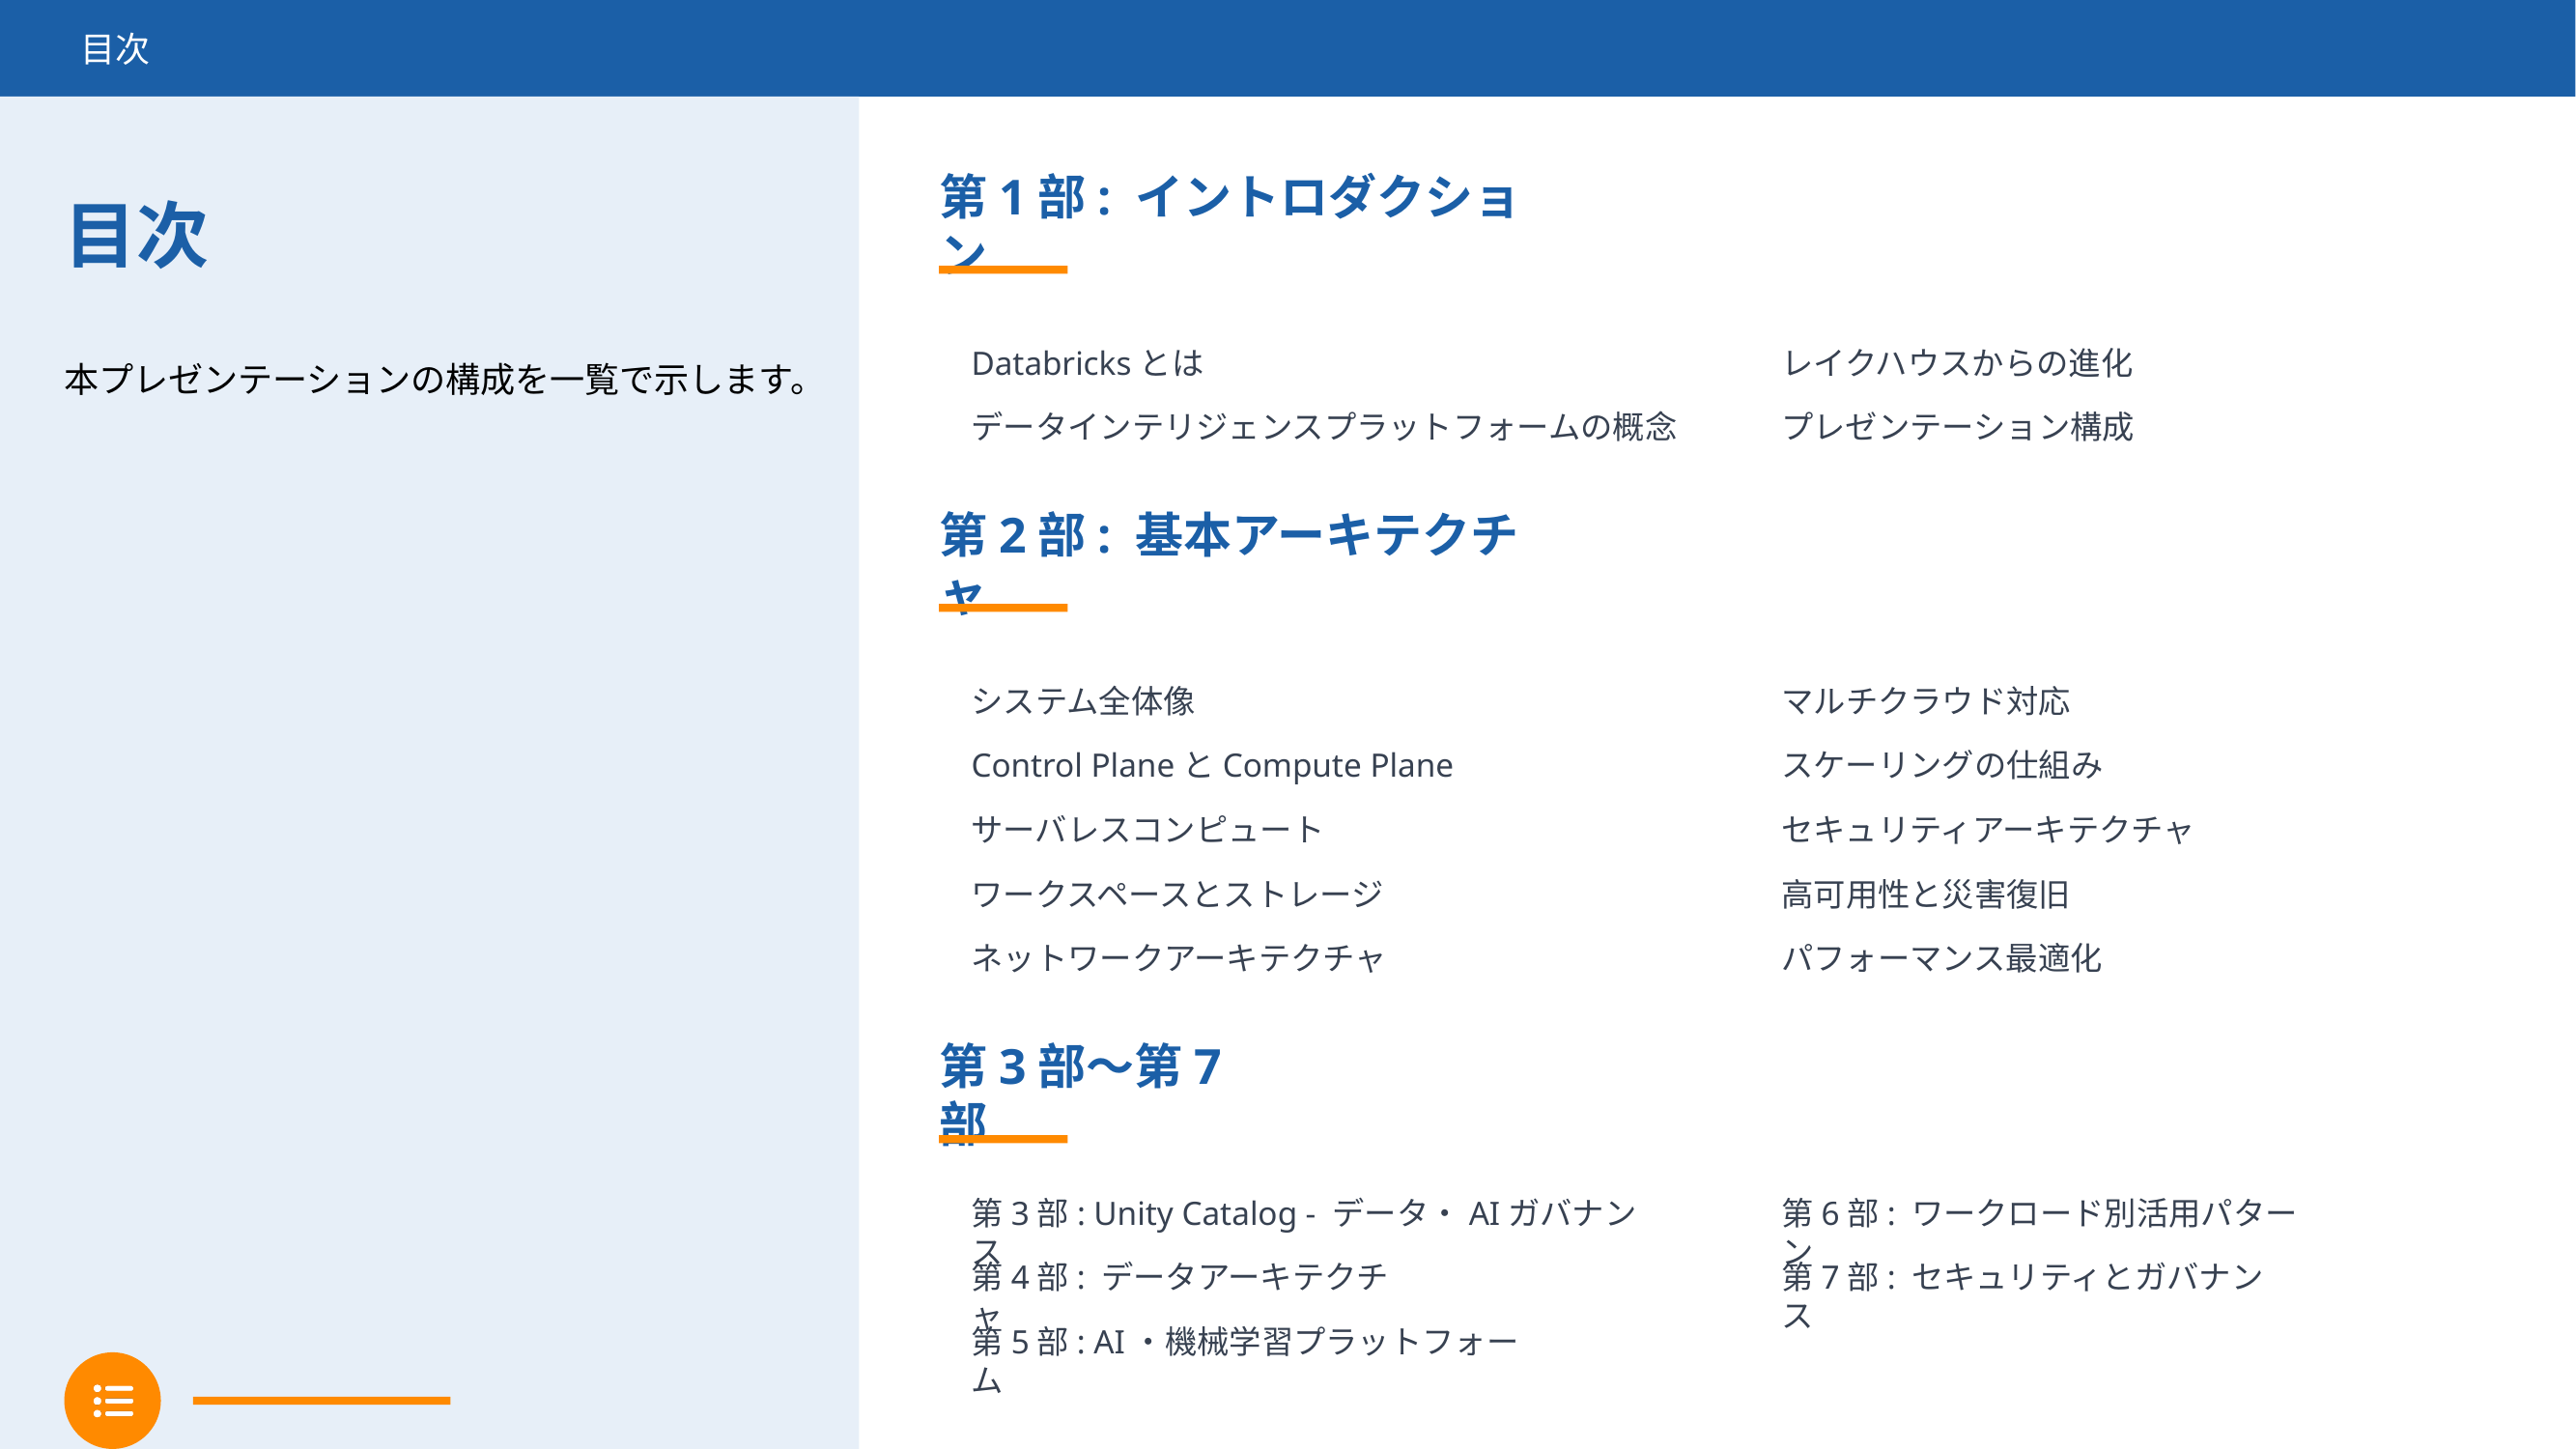 目次
目次
本プレゼンテーションの構成を一覧で示します。
第 1 部 : イントロダクショ
ン
Databricks とは
データインテリジェンスプラットフォームの概念
レイクハウスからの進化
プレゼンテーション構成
第 2 部 : 基本アーキテクチ
ャ
システム全体像
Control Plane と Compute Plane
サーバレスコンピュート
ワークスペースとストレージ
ネットワークアーキテクチャ
マルチクラウド対応
スケーリングの仕組み
セキュリティアーキテクチャ
高可用性と災害復旧
パフォーマンス最適化
第 3 部〜第 7
部
第 3 部 : Unity Catalog - データ・ AI ガバナン
ス
第 4 部 : データアーキテクチ
ャ
第 5 部 : AI ・機械学習プラットフォー
ム
第 6 部 : ワークロード別活用パター
ン
第 7 部 : セキュリティとガバナン
ス